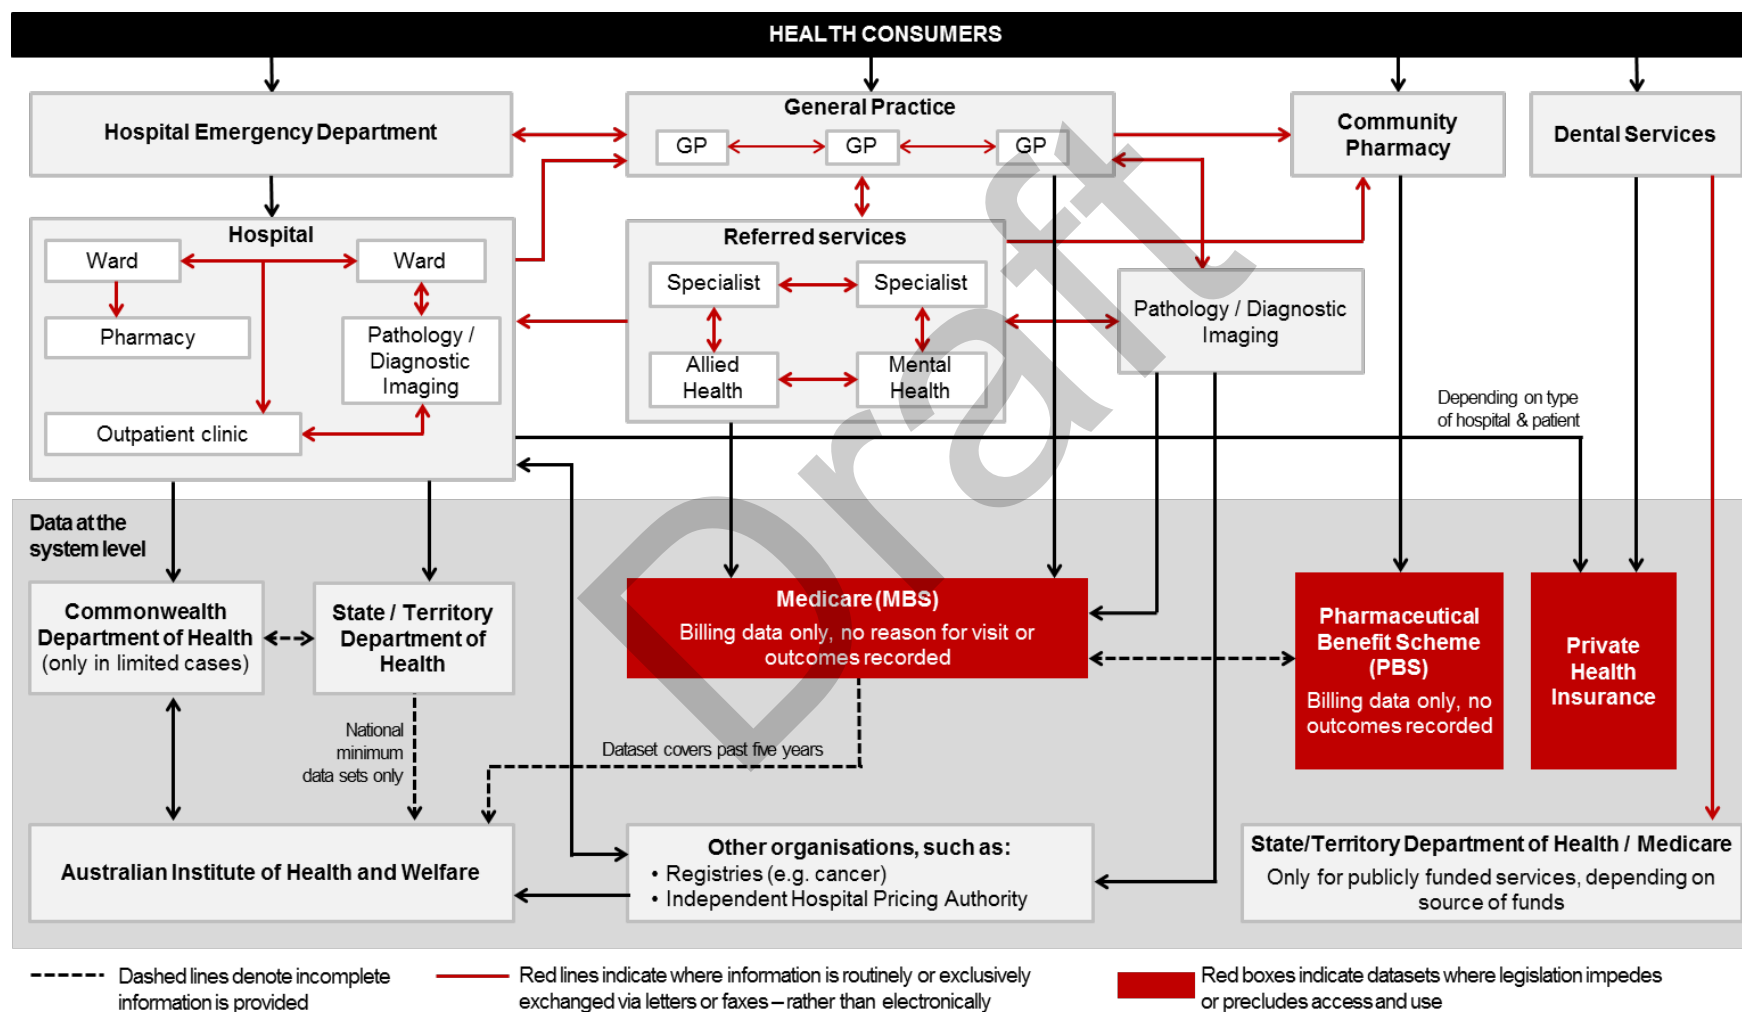 HEALTH CONSUMERS
Hospital Emergency Department
General Practice
GP
GP
GP
Community
Pharmacy
Dental Services
Hospital
Ward
Ward
Pharmacy
Pathology /
Diagnostic
Imaging
Outpatient clinic
Referred services
Specialist
Specialist
Allied
Health
Mental
Health
Pathology / Diagnostic
Imaging
Depending on type
of hospital & patient
Data at the
system level
Commonwealth
Department of Health
(only in limited cases)
State / Territory
Department of
Health
Medicare (MBS)
Billing data only, no reason for visit or
outcomes recorded
Pharmaceutical
Benefit Scheme
(PBS)
Billing data only, no
outcomes recorded
Private
Health
Insurance
National
minimum
data sets only
Dataset covers past five years
Australian Institute of Health and Welfare
Other organisations, such as:
• Registries (e.g. cancer)
• Independent Hospital Pricing Authority
State/Territory Department of Health / Medicare
Only for publicly funded services, depending on
source of funds
Draft
Dashed lines denote incomplete
information is provided
Red lines indicate where information is routinely or exclusively
exchanged via letters or faxes – rather than electronically
Red boxes indicate datasets where legislation impedes
or precludes access and use